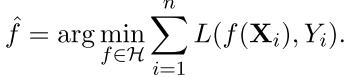 f̂ = arg min_{f∈ℋ} ∑_{i=1}^{n} L(f(𝐗_i), Y_i).